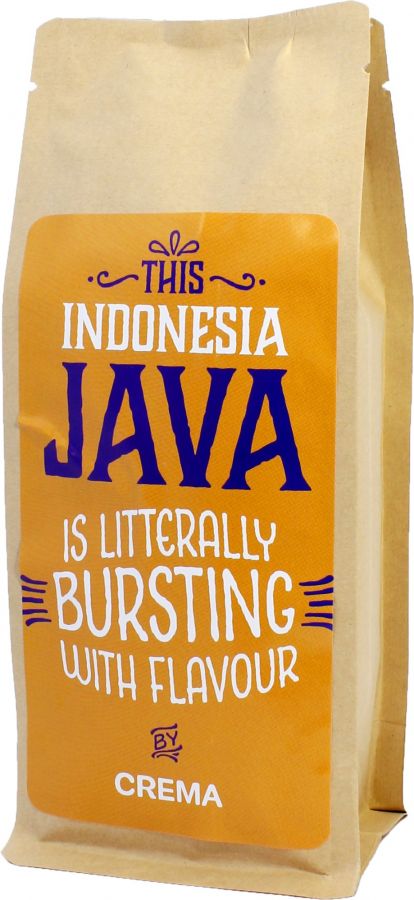 THIS
INDONESIA
JAVA
IS LITTERALLY
BURSTING
WITH FLAVOUR
BY
CREMA